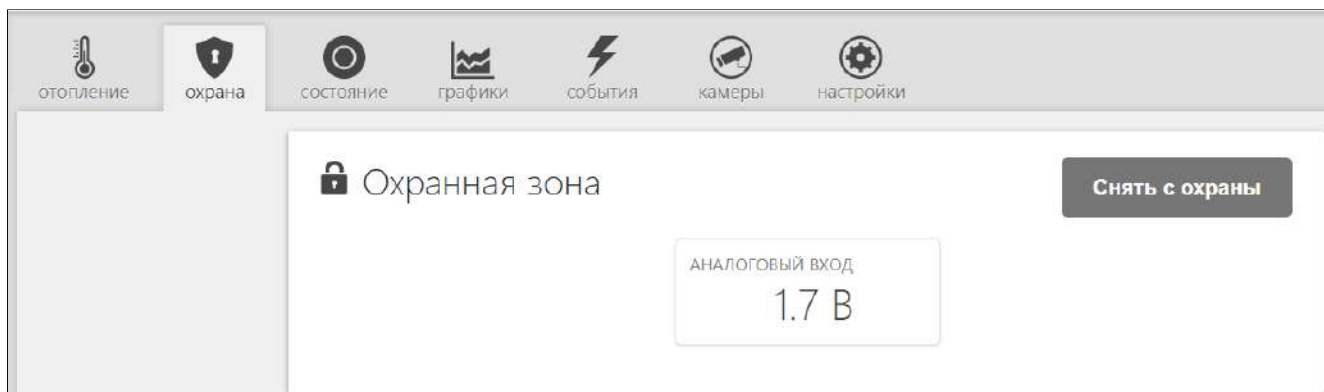 отопление охрана состояние графики события камеры настройки
Охранная зона Снять с охраны
АНАЛОГОВЫЙ ВХОД
1.7 В